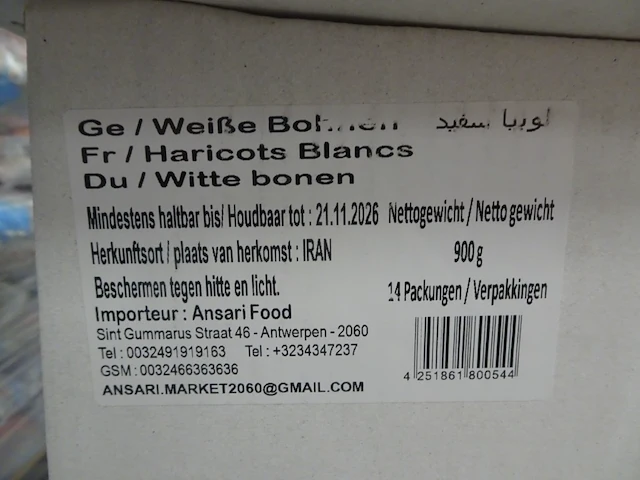 Ge / Weiße Bohnen لوبیا سفید
Fr / Haricots Blancs
Du / Witte bonen
Mindestens haltbar bis/ Houdbaar tot : 21.11.2026 Nettogewicht / Netto gewicht
Herkunftsort / plaats van herkomst : IRAN 900 g
Beschermen tegen hitte en licht. 14 Packungen / Verpakkingen
Importeur : Ansari Food
Sint Gummarus Straat 46 - Antwerpen - 2060
Tel : 0032491919163 Tel : +3234347237
GSM : 0032466363636
ANSARI.MARKET2060@GMAIL.COM
4 251861 800544